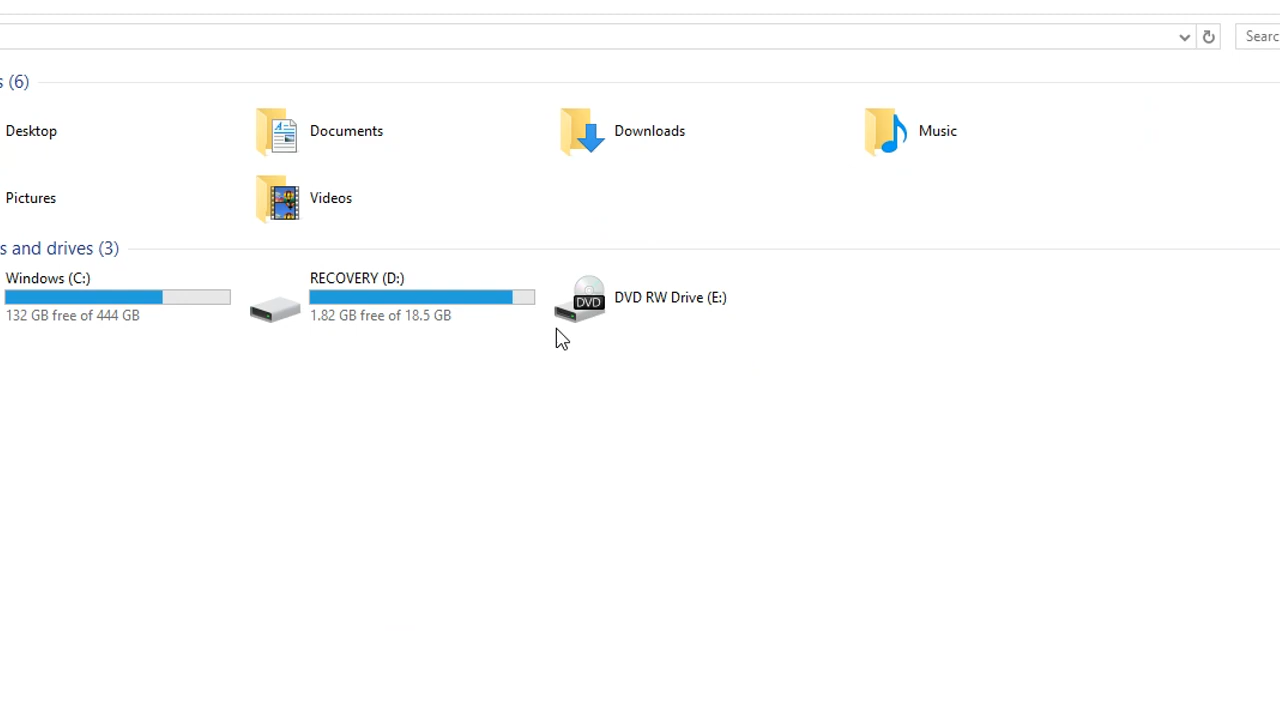 Searc
s (6)
Desktop
Documents
Downloads
Music
Pictures
Videos
s and drives (3)
Windows (C:)
132 GB free of 444 GB
RECOVERY (D:)
1.82 GB free of 18.5 GB
DVD
DVD RW Drive (E:)